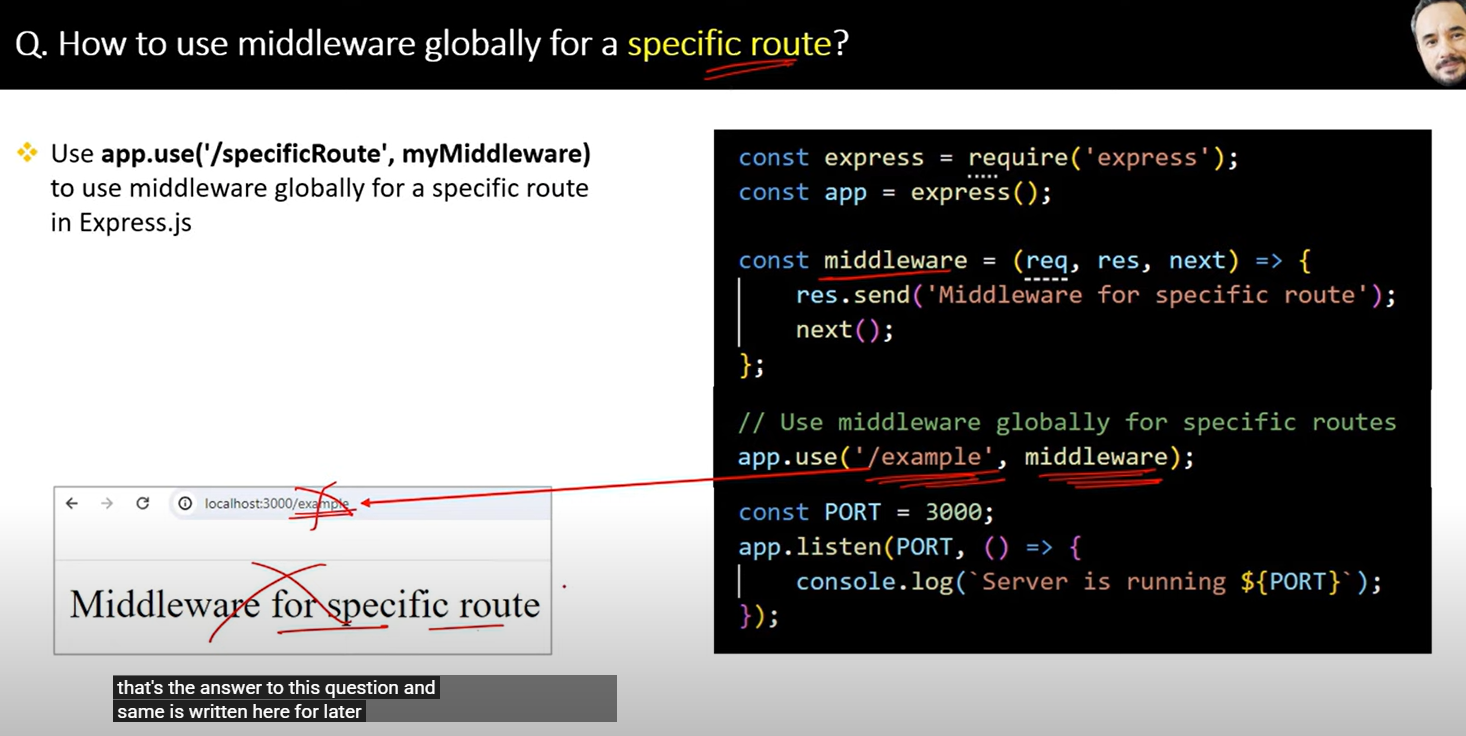 Q. How to use middleware globally for a specific route?
Use app.use('/specificRoute', myMiddleware)
to use middleware globally for a specific route
in Express.js
const express = require('express');
const app = express();
const middleware = (req, res, next) => {
res.send('Middleware for specific route');
next();
};
// Use middleware globally for specific routes
app.use('/example', middleware);
const PORT = 3000;
app.listen(PORT, () => {
console.log(`Server is running ${PORT}`);
});
localhost:3000/example
Middleware for specific route
that's the answer to this question and
same is written here for later